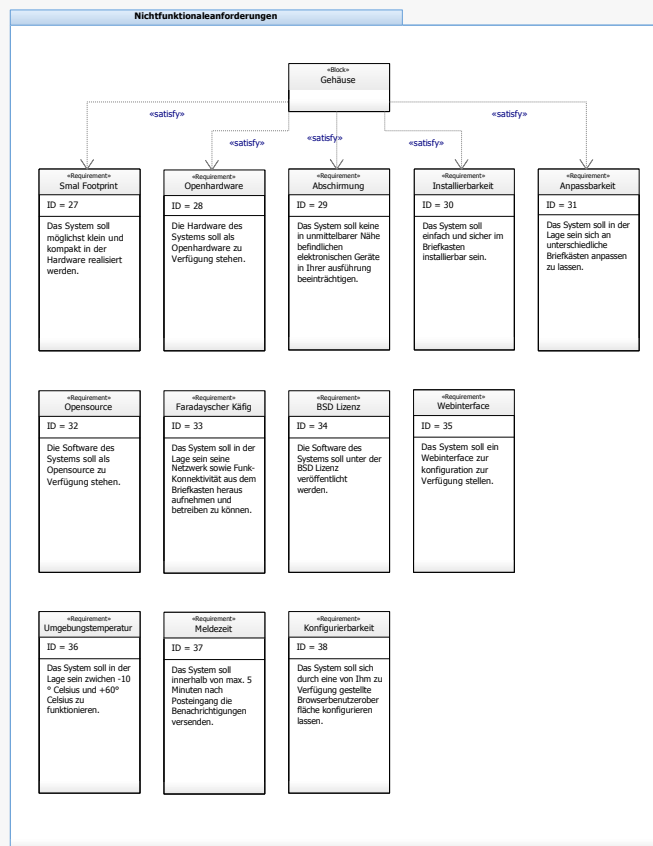 Nichtfunktionaleanforderungen
«Block»
Gehäuse
«satisfy»
«satisfy»
«satisfy»
«satisfy»
«satisfy»
«Requirement»
Smal Footprint
ID = 27
Das System soll
möglichst klein und
kompakt in der
Hardware realisiert
werden.
«Requirement»
Openhardware
ID = 28
Die Hardware des
Systems soll als
Openhardware zu
Verfügung stehen.
«Requirement»
Abschirmung
ID = 29
Das System soll keine
in unmittelbarer Nähe
befindlichen
elektronischen Geräte
in Ihrer ausführung
beeinträchtigen.
«Requirement»
Installierbarkeit
ID = 30
Das System soll
einfach und sicher im
Briefkasten
installierbar sein.
«Requirement»
Anpassbarkeit
ID = 31
Das System soll in der
Lage sein sich an
unterschiedliche
Briefkästen anpassen
zu lassen.
«Requirement»
Opensource
ID = 32
Die Software des
Systems soll als
Opensource zu
Verfügung stehen.
«Requirement»
Faradayscher Käfig
ID = 33
Das System soll in der
Lage sein seine
Netzwerk sowie Funk-
Konnektivität aus dem
Briefkasten heraus
aufnehmen und
betreiben zu können.
«Requirement»
BSD Lizenz
ID = 34
Die Software des
Systems soll unter der
BSD Lizenz
veröffentlicht
werden.
«Requirement»
Webinterface
ID = 35
Das System soll ein
Webinterface zur
konfiguration zur
Verfügung stellen.
«Requirement»
Umgebungstemperatur
ID = 36
Das System soll in der
Lage sein zwichen -10
° Celsius und +60°
Celsius zu
funktionieren.
«Requirement»
Meldezeit
ID = 37
Das System soll
innerhalb von max. 5
Minuten nach
Posteingang die
Benachrichtigungen
versenden.
«Requirement»
Konfigurierbarkeit
ID = 38
Das System soll sich
durch eine von Ihm zu
Verfügung gestellte
Browserbenutzerober
fläche konfigurieren
lassen.